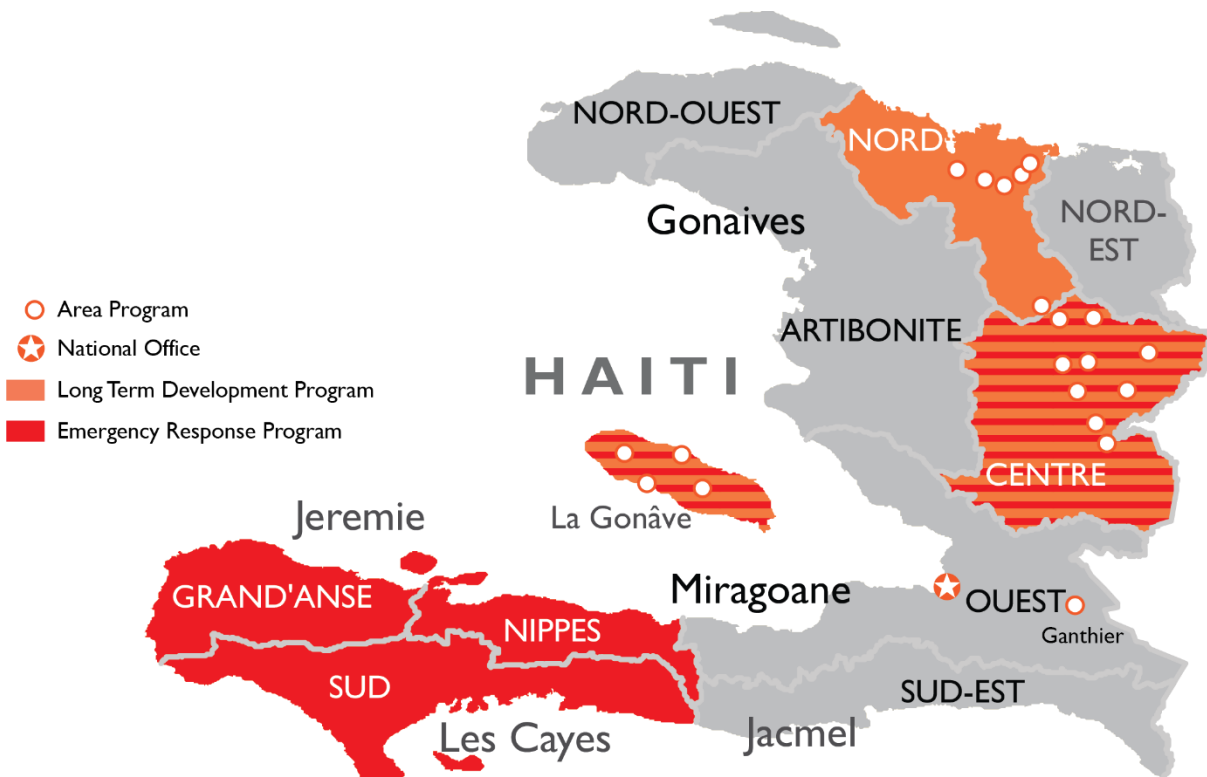 NORD-OUEST
NORD
Gonaives
NORD-
EST
Area Program
National Office
Long Term Development Program
Emergency Response Program
ARTIBONITE
HAITI
CENTRE
La Gonâve
Jeremie
GRAND'ANSE
Miragoane
OUEST
NIPPES
Ganthier
SUD
SUD-EST
Les Cayes
Jacmel